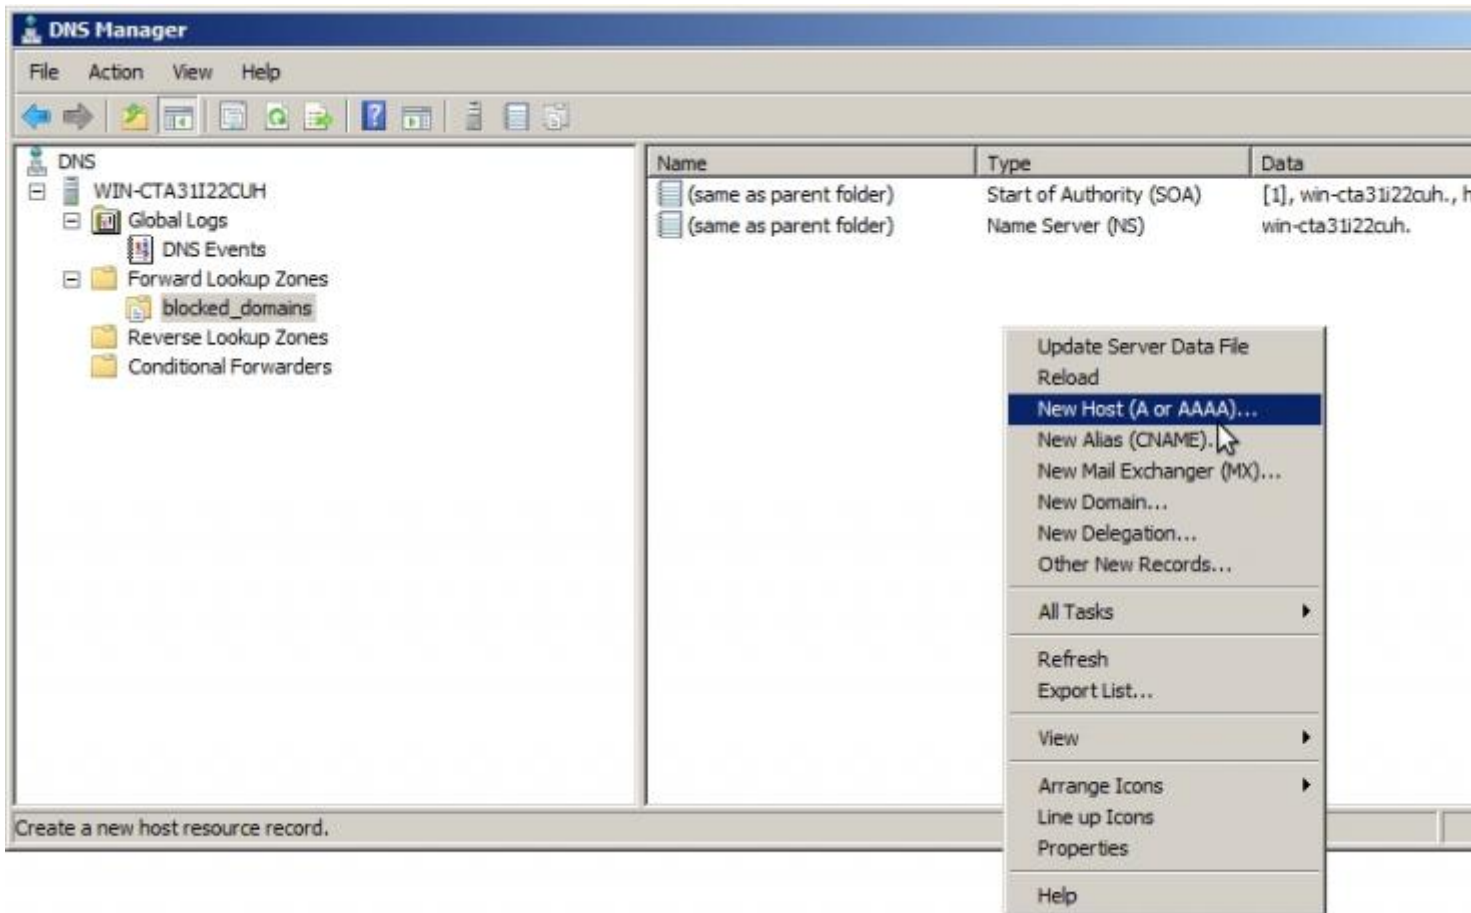 DNS Manager
File Action View Help
DNS
WIN-CTA31I22CUH
Global Logs
DNS Events
Forward Lookup Zones
blocked_domains
Reverse Lookup Zones
Conditional Forwarders
Name Type Data
(same as parent folder) Start of Authority (SOA) [1], win-cta31i22cuh., h
(same as parent folder) Name Server (NS) win-cta31i22cuh.
Update Server Data File
Reload
New Host (A or AAAA)...
New Alias (CNAME).
New Mail Exchanger (MX)...
New Domain...
New Delegation...
Other New Records...
All Tasks
Refresh
Export List...
View
Arrange Icons
Line up Icons
Properties
Help
Create a new host resource record.